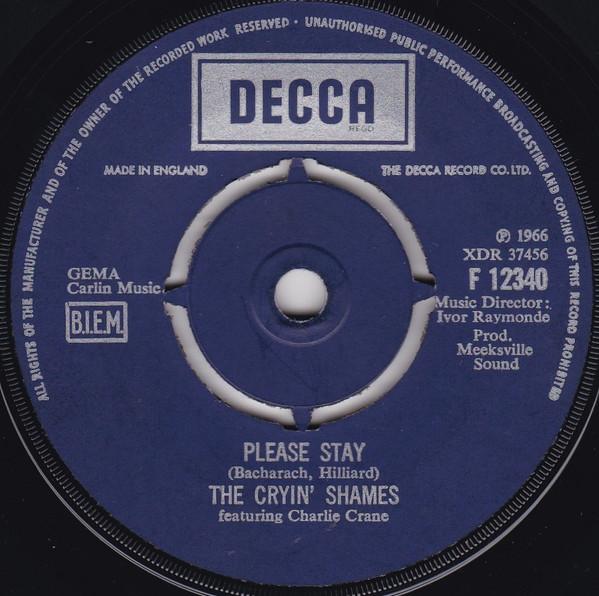 ALL RIGHTS OF THE MANUFACTURER AND OF THE OWNER OF THE RECORDED WORK RESERVED · UNAUTHORISED PUBLIC PERFORMANCE BROADCASTING AND COPYING OF THIS RECORD PROHIBITED
DECCA
REGD
MADE IN ENGLAND
THE DECCA RECORD CO. LTD.
℗ 1966
XDR 37456
F 12340
GEMA
Carlin Music
B.I.E.M.
Music Director:
Ivor Raymonde
Prod.
Meeksville
Sound
PLEASE STAY
(Bacharach, Hilliard)
THE CRYIN' SHAMES
featuring Charlie Crane